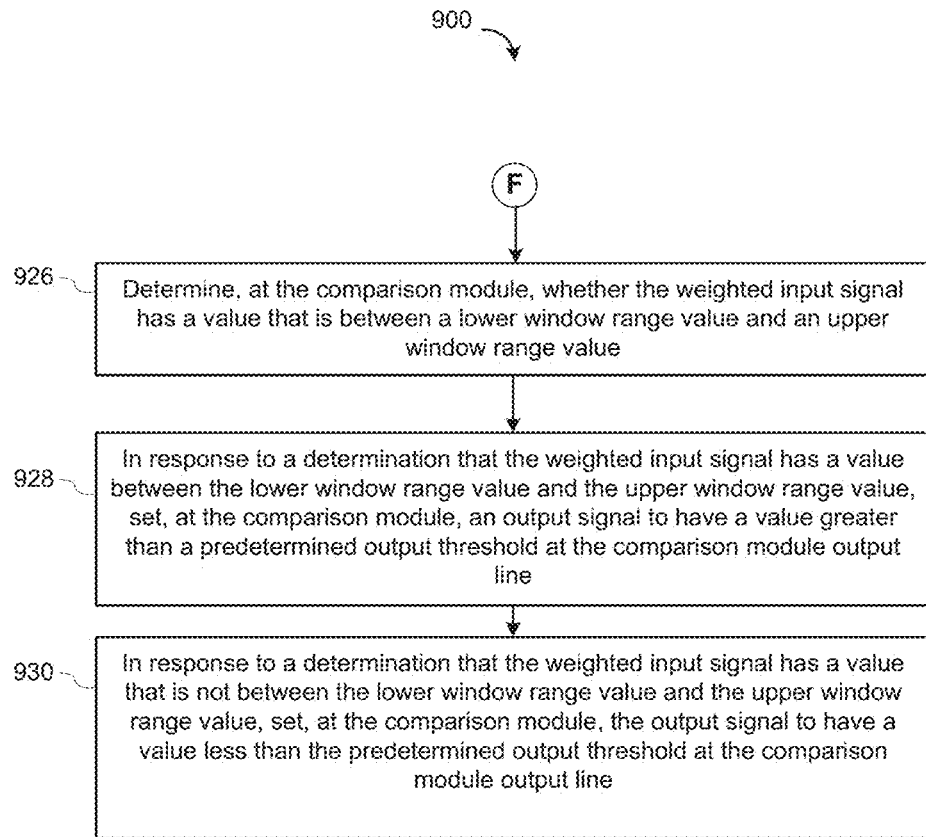 900
F
926
Determine, at the comparison module, whether the weighted input signal
has a value that is between a lower window range value and an upper
window range value
928
In response to a determination that the weighted input signal has a value
between the lower window range value and the upper window range value,
set, at the comparison module, an output signal to have a value greater
than a predetermined output threshold at the comparison module output
line
930
In response to a determination that the weighted input signal has a value
that is not between the lower window range value and the upper window
range value, set, at the comparison module, the output signal to have a
value less than the predetermined output threshold at the comparison
module output line